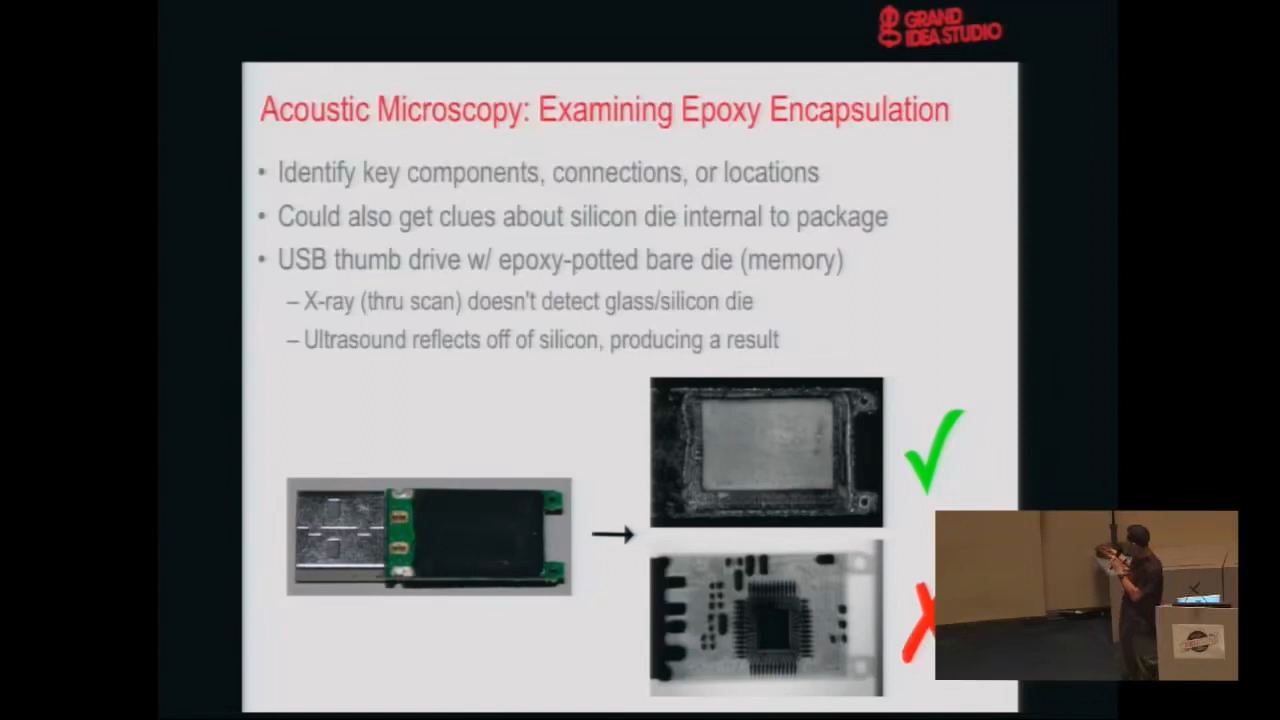 GRAND
IDEA STUDIO
Acoustic Microscopy: Examining Epoxy Encapsulation
• Identify key components, connections, or locations
• Could also get clues about silicon die internal to package
• USB thumb drive w/ epoxy-potted bare die (memory)
– X-ray (thru scan) doesn't detect glass/silicon die
– Ultrasound reflects off of silicon, producing a result